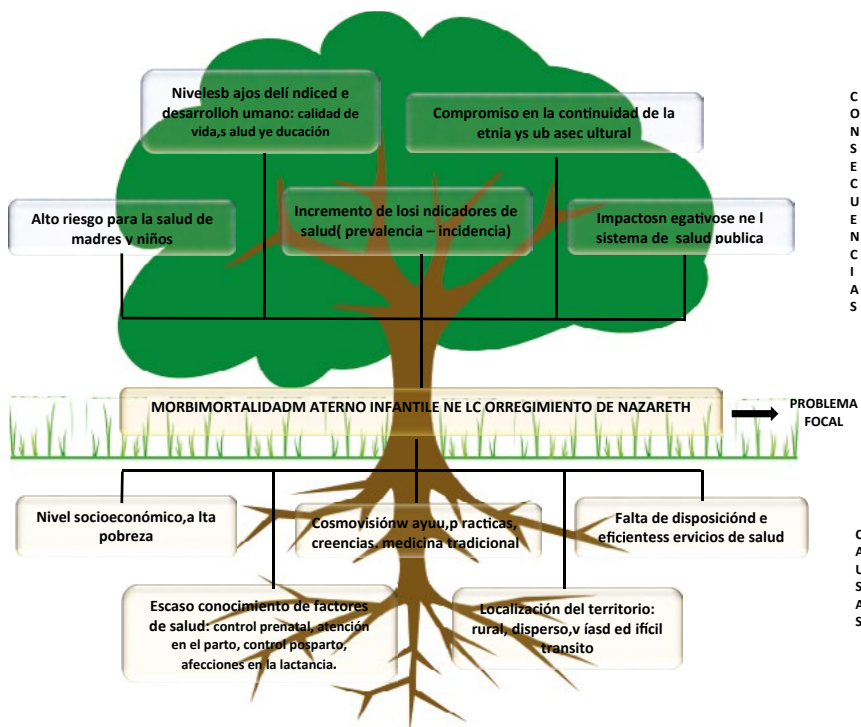 Nivelesb ajos delí ndiced e
desarrolloh umano: calidad de
vida,s alud ye ducación
Compromiso en la continuidad de la
etnia ys ub asec ultural
Alto riesgo para la salud de
madres y niños
Incremento de losi ndicadores de
salud( prevalencia – incidencia)
Impactosn egativose ne l
sistema de salud publica
CONSECUENCIAS
MORBIMORTALIDADM ATERNO INFANTILE NE LC ORREGIMIENTO DE NAZARETH
PROBLEMA
FOCAL
Nivel socioeconómico,a lta
pobreza
Cosmovisiónw ayuu,p racticas,
creencias, medicina tradicional
Falta de disposiciónd e
eficientess ervicios de salud
Escaso conocimiento de factores
de salud: control prenatal, atención
en el parto, control posparto,
afecciones en la lactancia.
Localización del territorio:
rural, disperso,v íasd ed ifícil
transito
CAUSAS